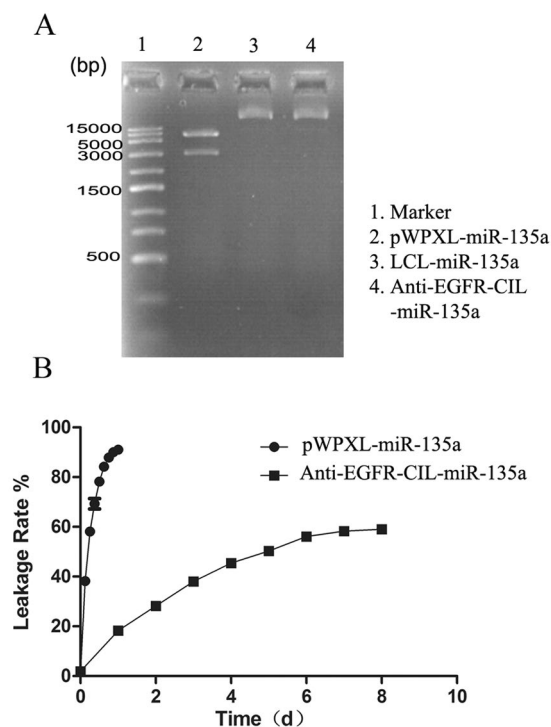 A
1 2 3 4
(bp)
15000
5000
3000
1500
500
1. Marker
2. pWPXL-miR-135a
3. LCL-miR-135a
4. Anti-EGFR-CIL
-miR-135a
B
100
80
60
40
20
0
Leakage Rate %
pWPXL-miR-135a
Anti-EGFR-CIL-miR-135a
0 2 4 6 8 10
Time（d）